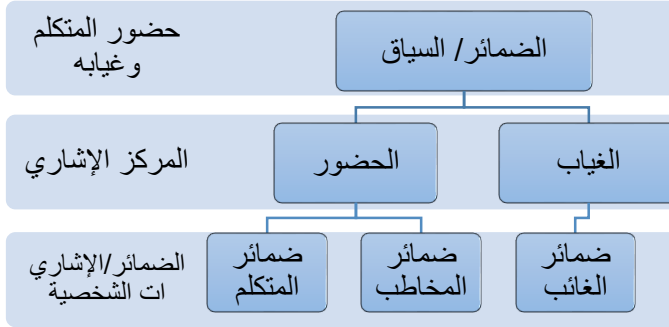 حضور المتكلم
وغيابه
الضمائر/ السياق
المركز الإشاري
الحضور
الغياب
الضمائر/الإشاري
ات الشخصية
ضمائر
المتكلم
ضمائر
المخاطب
ضمائر
الغائب